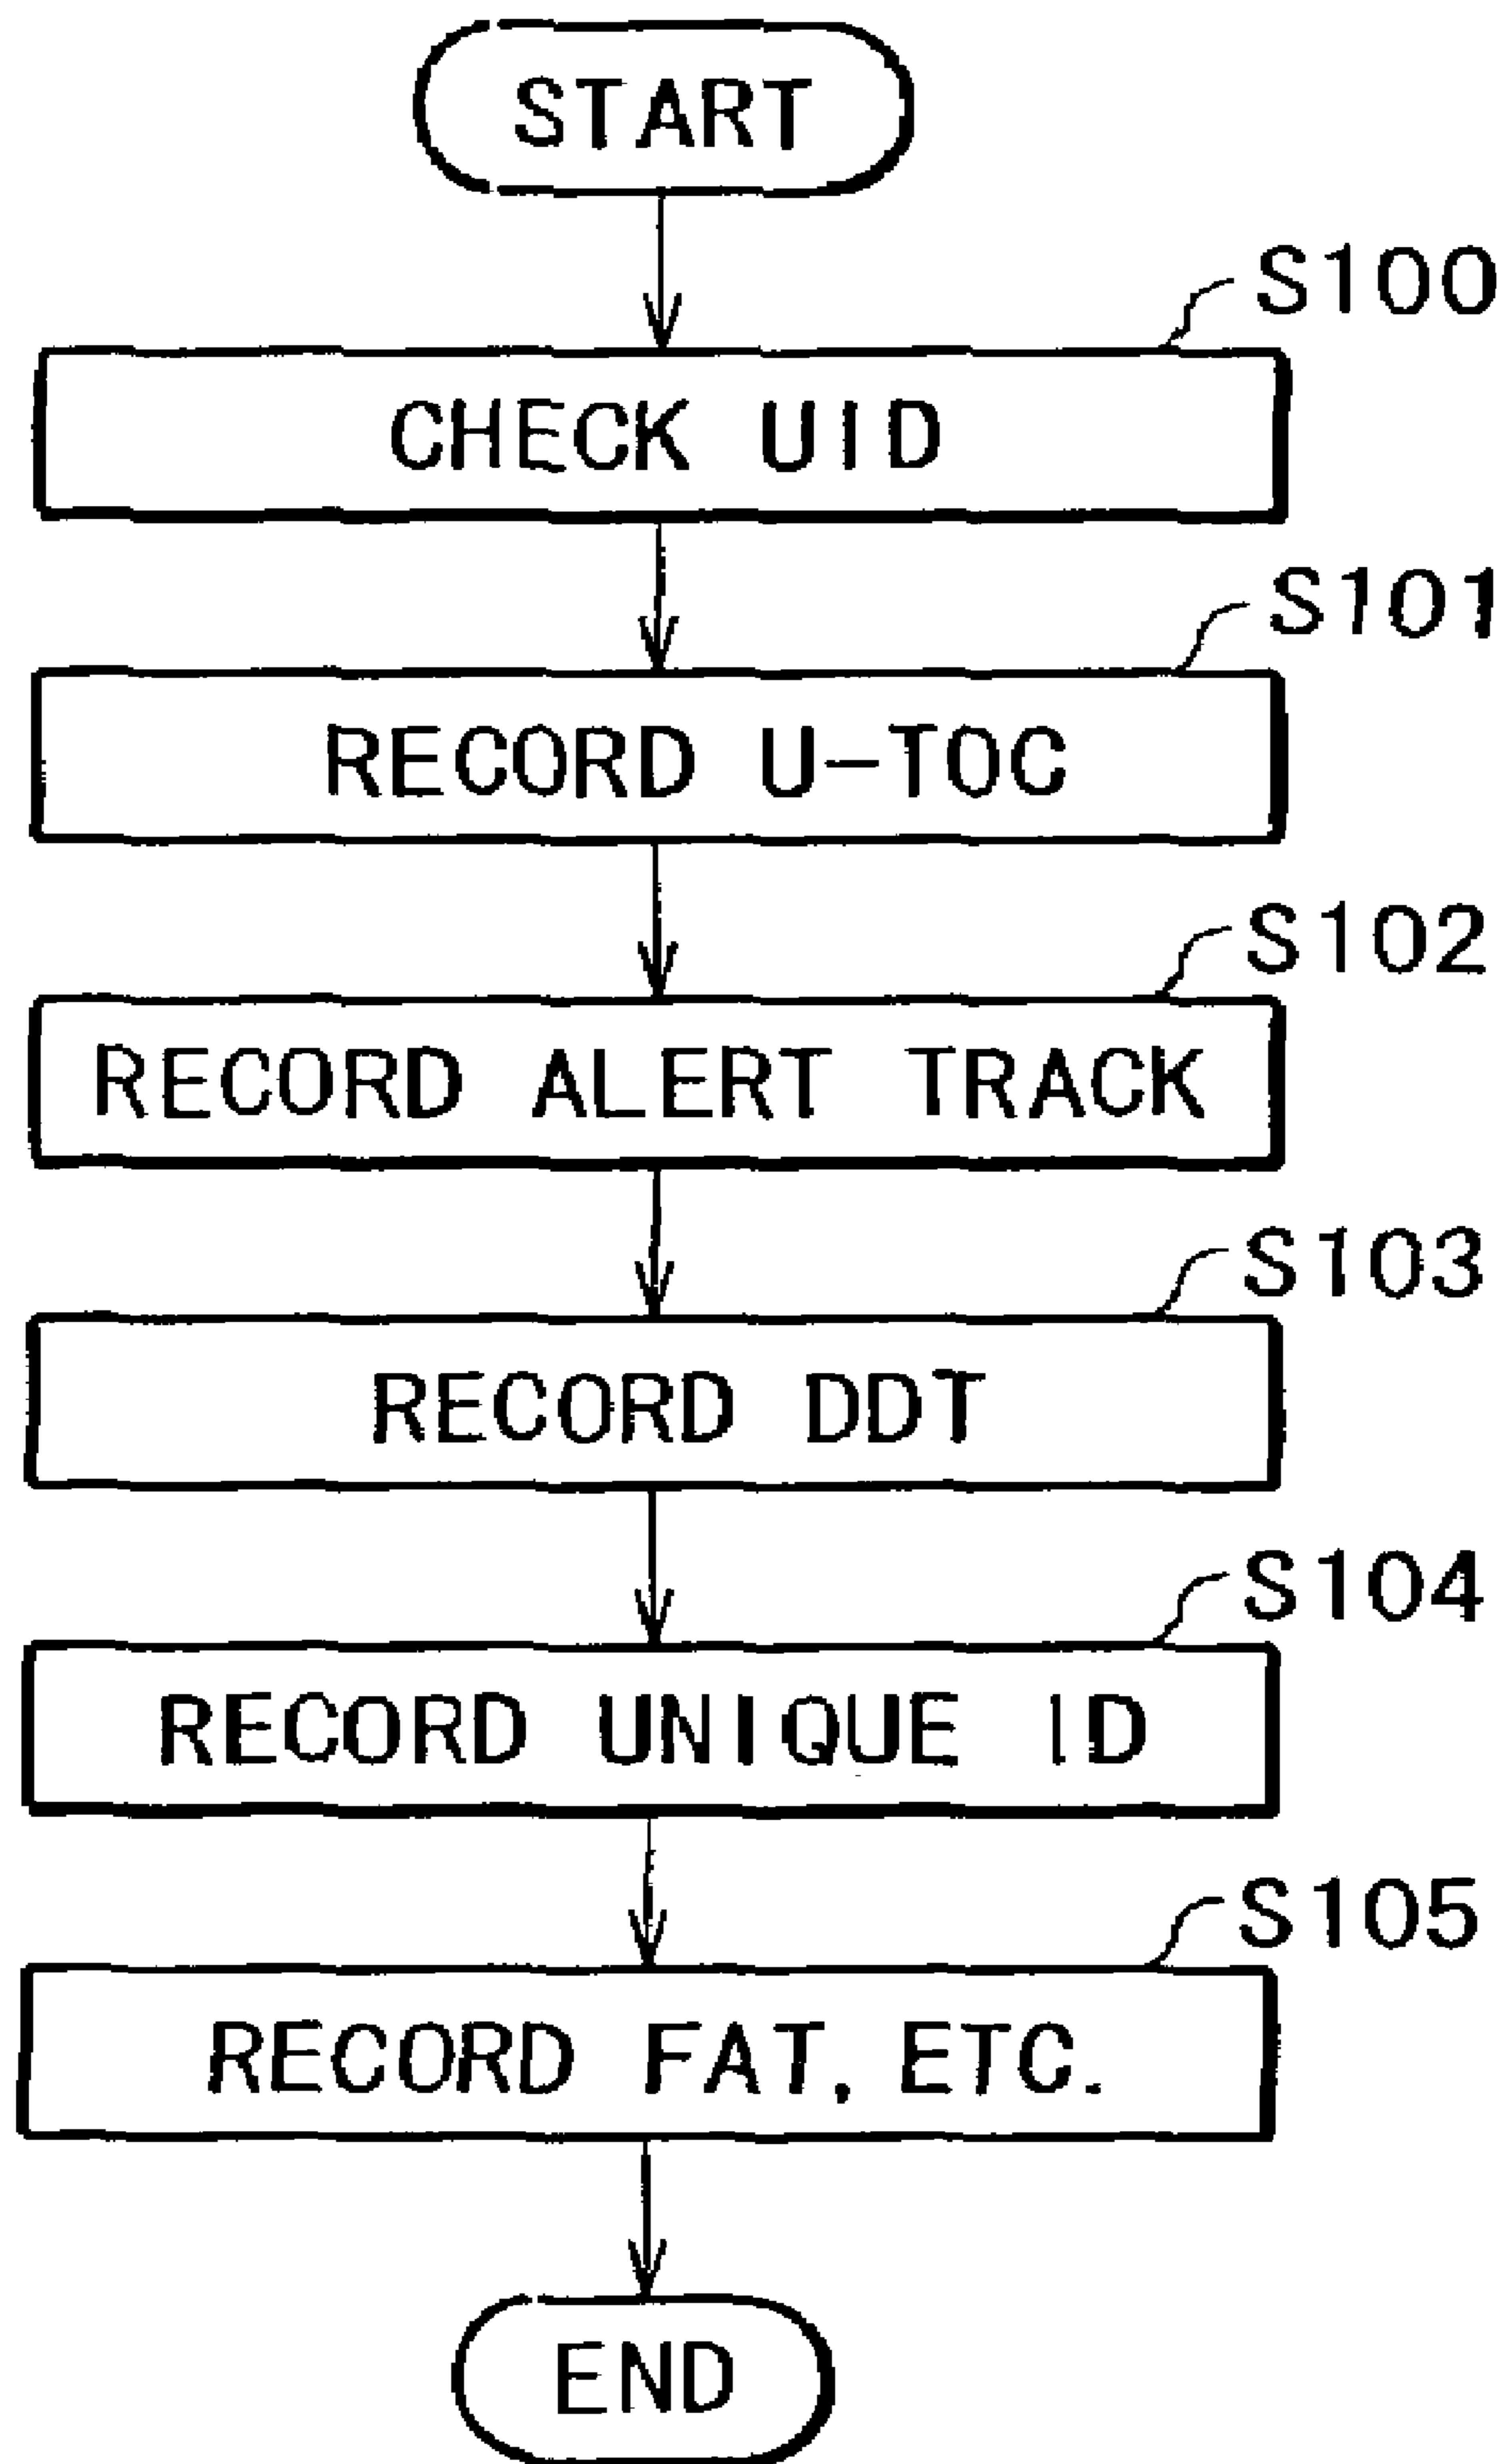 START
S100
CHECK UID
S101
RECORD U-TOC
S102
RECORD ALERT TRACK
S103
RECORD DDT
S104
RECORD UNIQUE ID
S105
RECORD FAT, ETC.
END